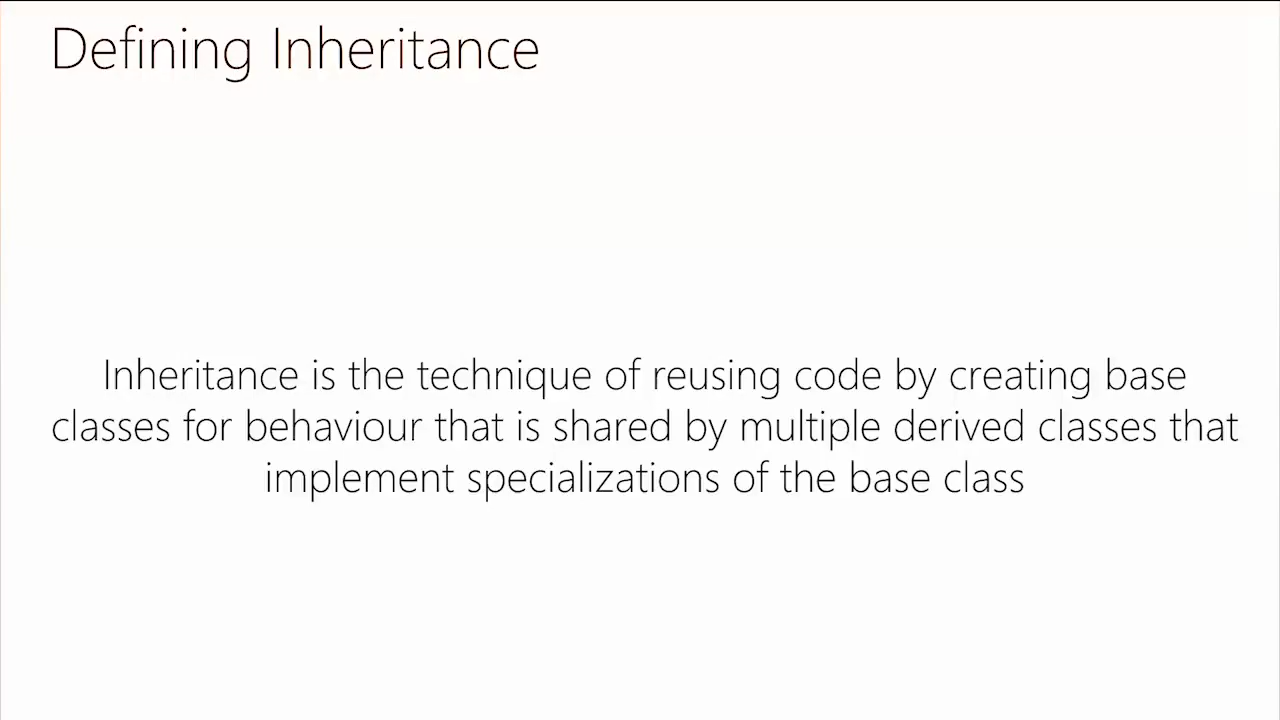 Defining Inheritance
Inheritance is the technique of reusing code by creating base
classes for behaviour that is shared by multiple derived classes that
implement specializations of the base class